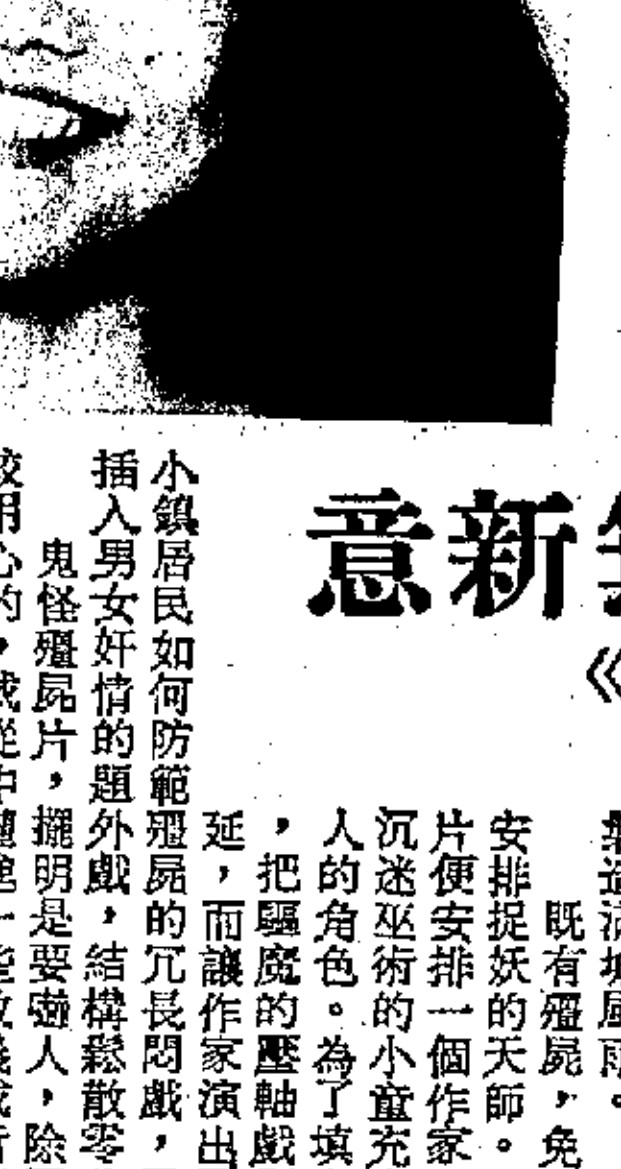 新意
《
滿城風雨。
既有殭屍，免
安排捉妖的天師。
片便安排一個作家
沉迷巫術的小童充
人的角色。為了填
，把驅魔的壓軸戲
延，而讓作家演出
小鎮居民如何防範殭屍的冗長悶戲，
插入男女奸情的題外戲，結構鬆散零
鬼怪殭屍片，擺明是要嚇人，除